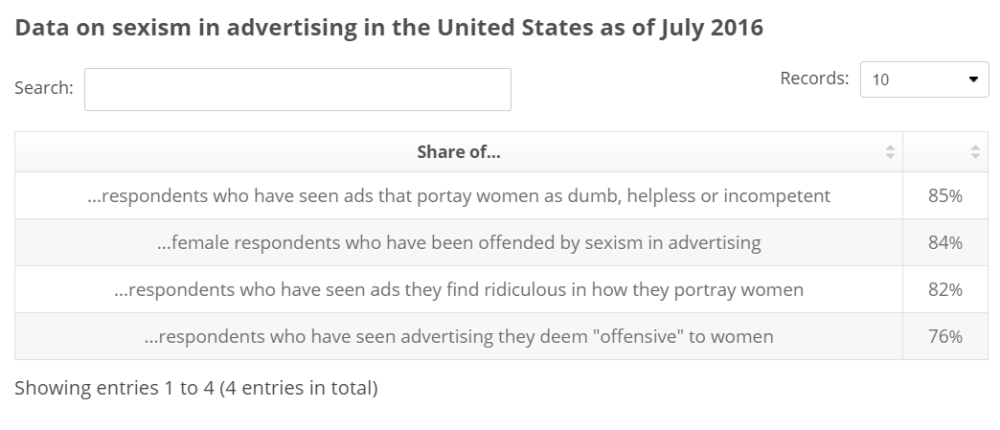 Data on sexism in advertising in the United States as of July 2016
Search:
Records: 10
Share of...
...respondents who have seen ads that portay women as dumb, helpless or incompetent 85%
...female respondents who have been offended by sexism in advertising 84%
...respondents who have seen ads they find ridiculous in how they portray women 82%
...respondents who have seen advertising they deem "offensive" to women 76%
Showing entries 1 to 4 (4 entries in total)